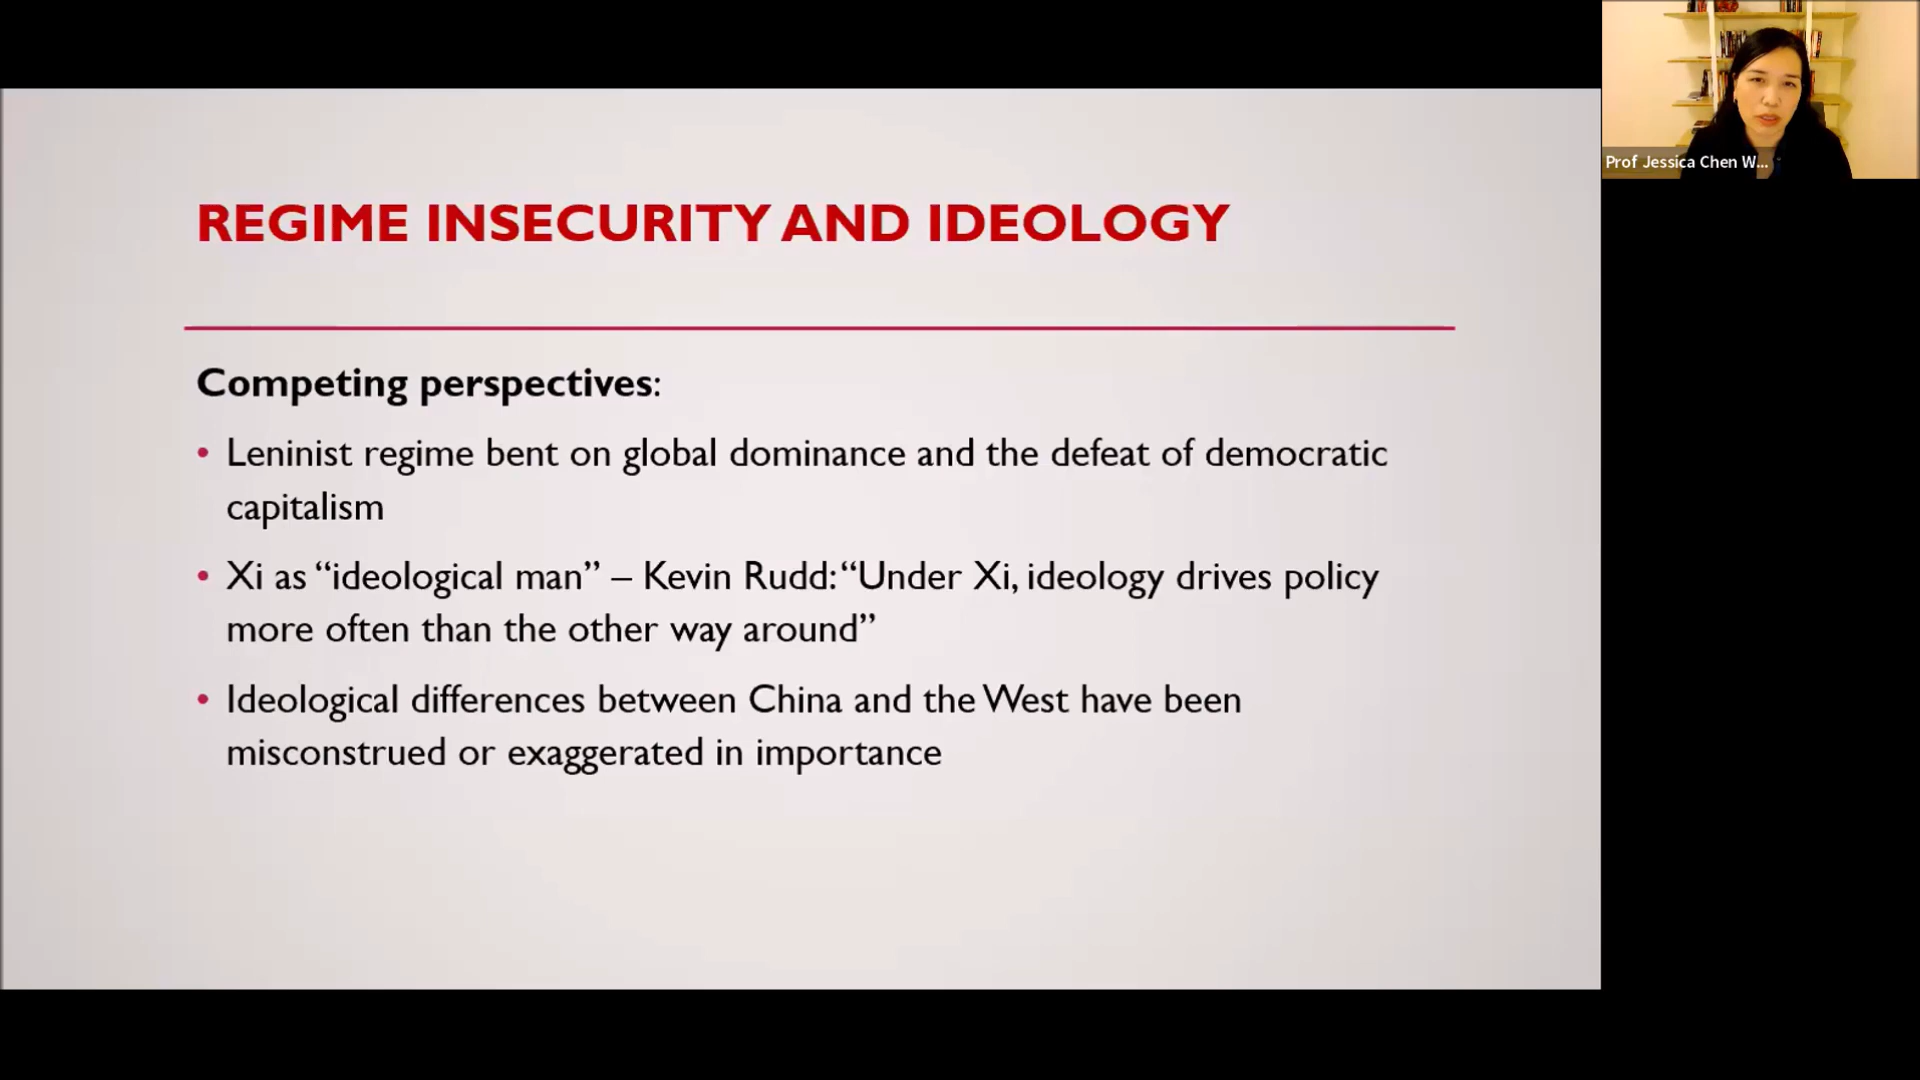 REGIME INSECURITY AND IDEOLOGY
Competing perspectives:
• Leninist regime bent on global dominance and the defeat of democratic
capitalism
• Xi as “ideological man” – Kevin Rudd: “Under Xi, ideology drives policy
more often than the other way around”
• Ideological differences between China and the West have been
misconstrued or exaggerated in importance
Prof Jessica Chen W...